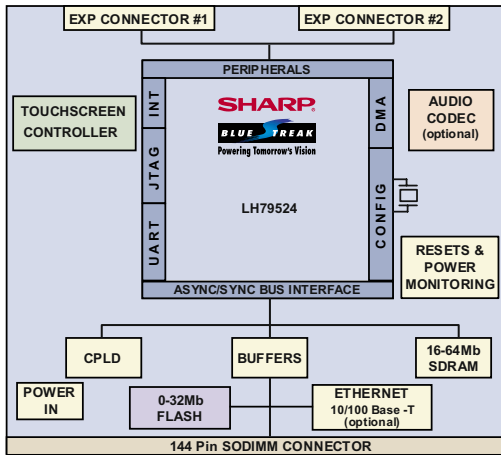 EXP CONNECTOR #1
EXP CONNECTOR #2
PERIPHERALS
TOUCHSCREEN
CONTROLLER
INT
JTAG
UART
SHARP®
BLUE STREAK
Powering Tomorrow's Vision
LH79524
DMA
CONFIG
AUDIO
CODEC
(optional)
RESETS &
POWER
MONITORING
ASYNC/SYNC BUS INTERFACE
CPLD
BUFFERS
16-64Mb
SDRAM
POWER
IN
0-32Mb
FLASH
ETHERNET
10/100 Base -T
(optional)
144 Pin SODIMM CONNECTOR